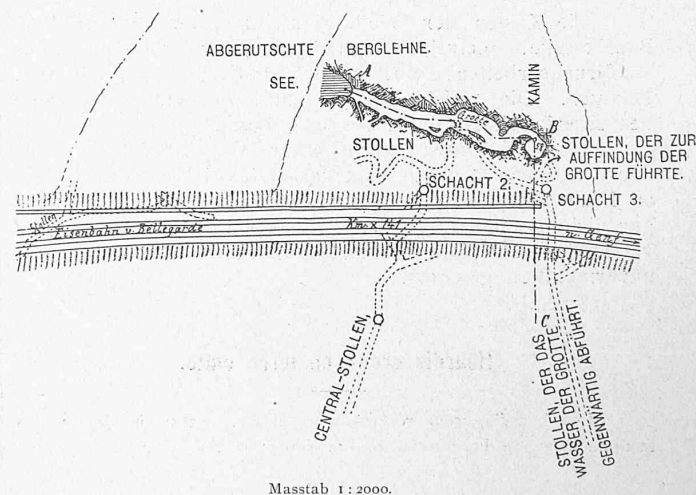 ABGERUTSCHTE BERGLEHNE.
SEE.
A
KAMIN
Grotte
B
STOLLEN
STOLLEN, DER ZUR
AUFFINDUNG DER
GROTTE FÜHRTE.
SCHACHT 2.
SCHACHT 3.
Stollen
Eisenbahn v. Bellegarde
Km. x 141
n. Genf
C
CENTRAL-STOLLEN,
STOLLEN, DER DAS
WASSER DER GROTTE
GEGENWÄRTIG ABFÜHRT.
Masstab 1 : 2000.